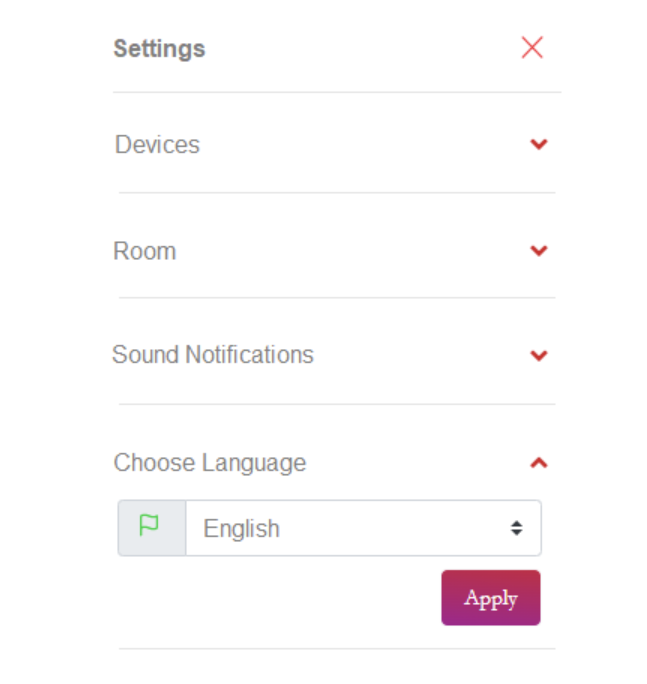 Settings
Devices
Room
Sound Notifications
Choose Language
English
Apply